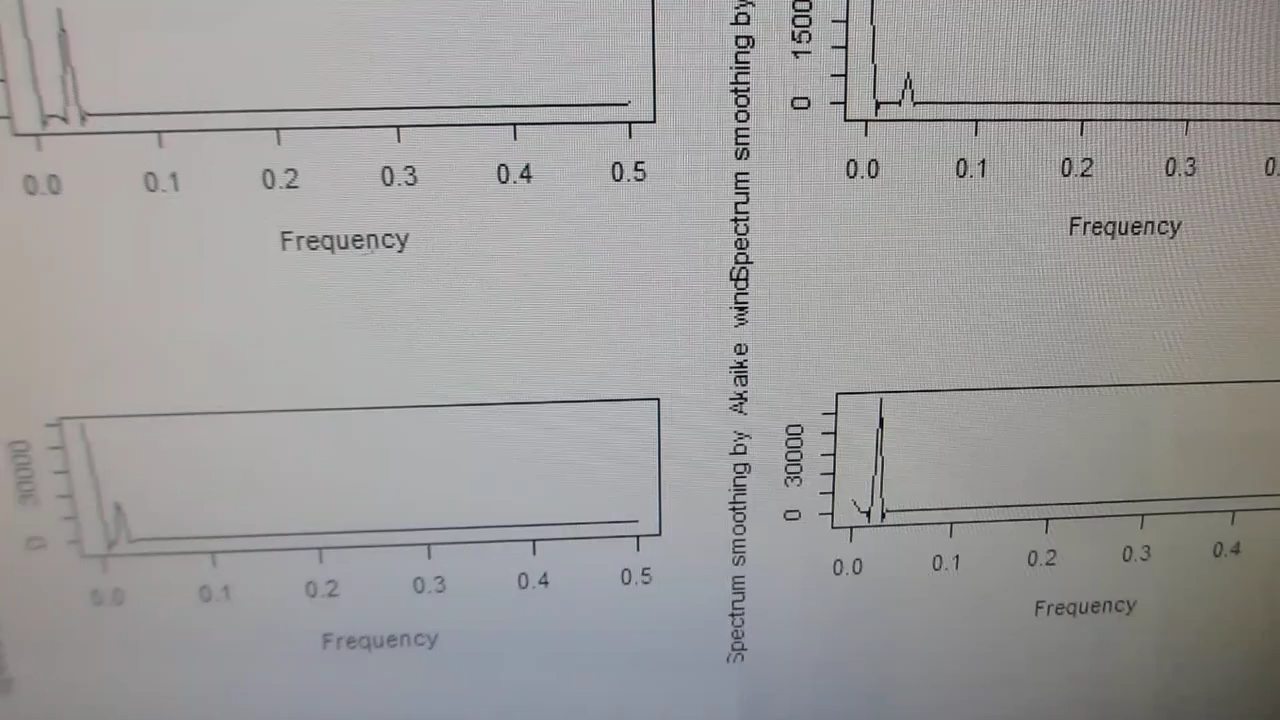 0.0 0.1 0.2 0.3 0.4 0.5
Frequency
30000
0
0.0 0.1 0.2 0.3 0.4 0.5
Frequency
Spectrum smoothing by
Spectrum smoothing by Akaike wind
1500
0
0.0 0.1 0.2 0.3
Frequency
30000
0
0.0 0.1 0.2 0.3 0.4
Frequency